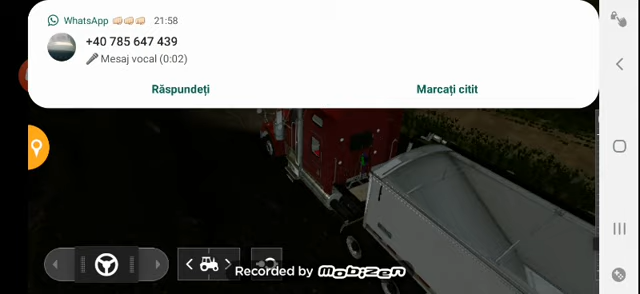 WhatsApp 👊🏼👊🏼👊🏼 21:58
+40 785 647 439
🎤 Mesaj vocal (0:02)
Răspundeți Marcați citit
Recorded by Mobizen